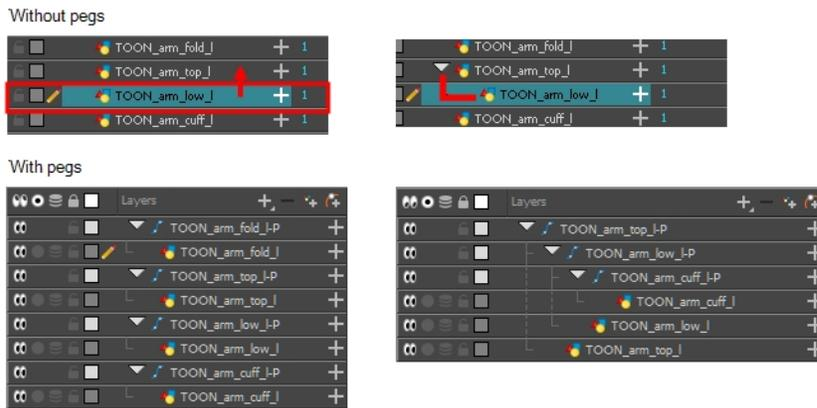 Without pegs
TOON_arm_fold_l 1
TOON_arm_top_l 1
TOON_arm_low_l 1
TOON_arm_cuff_l 1
TOON_arm_fold_l 1
TOON_arm_top_l 1
TOON_arm_low_l 1
TOON_arm_cuff_l 1
With pegs
Layers
TOON_arm_fold_l-P
TOON_arm_fold_l
TOON_arm_top_l-P
TOON_arm_top_l
TOON_arm_low_l-P
TOON_arm_low_l
TOON_arm_cuff_l-P
TOON_arm_cuff_l
Layers
TOON_arm_top_l-P
TOON_arm_low_l-P
TOON_arm_cuff_l-P
TOON_arm_cuff_l
TOON_arm_low_l
TOON_arm_top_l